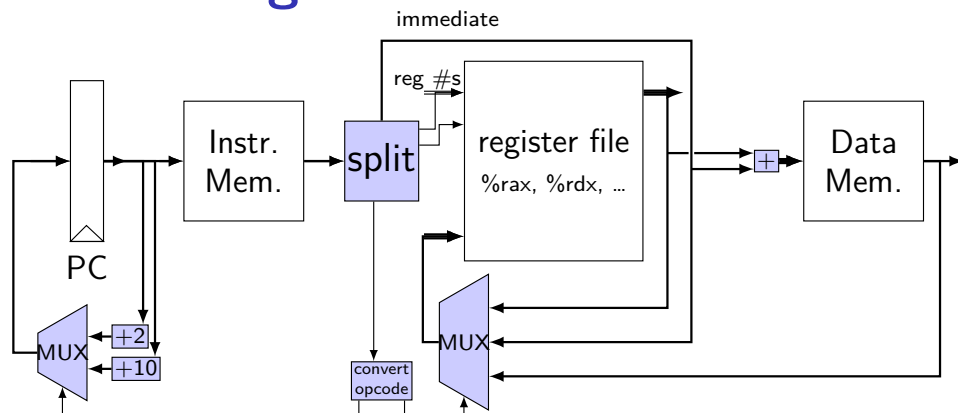 immediate
reg #s
Instr.
Mem.
split
register file
%rax, %rdx, ...
+
Data
Mem.
PC
MUX
+2
+10
convert
opcode
MUX